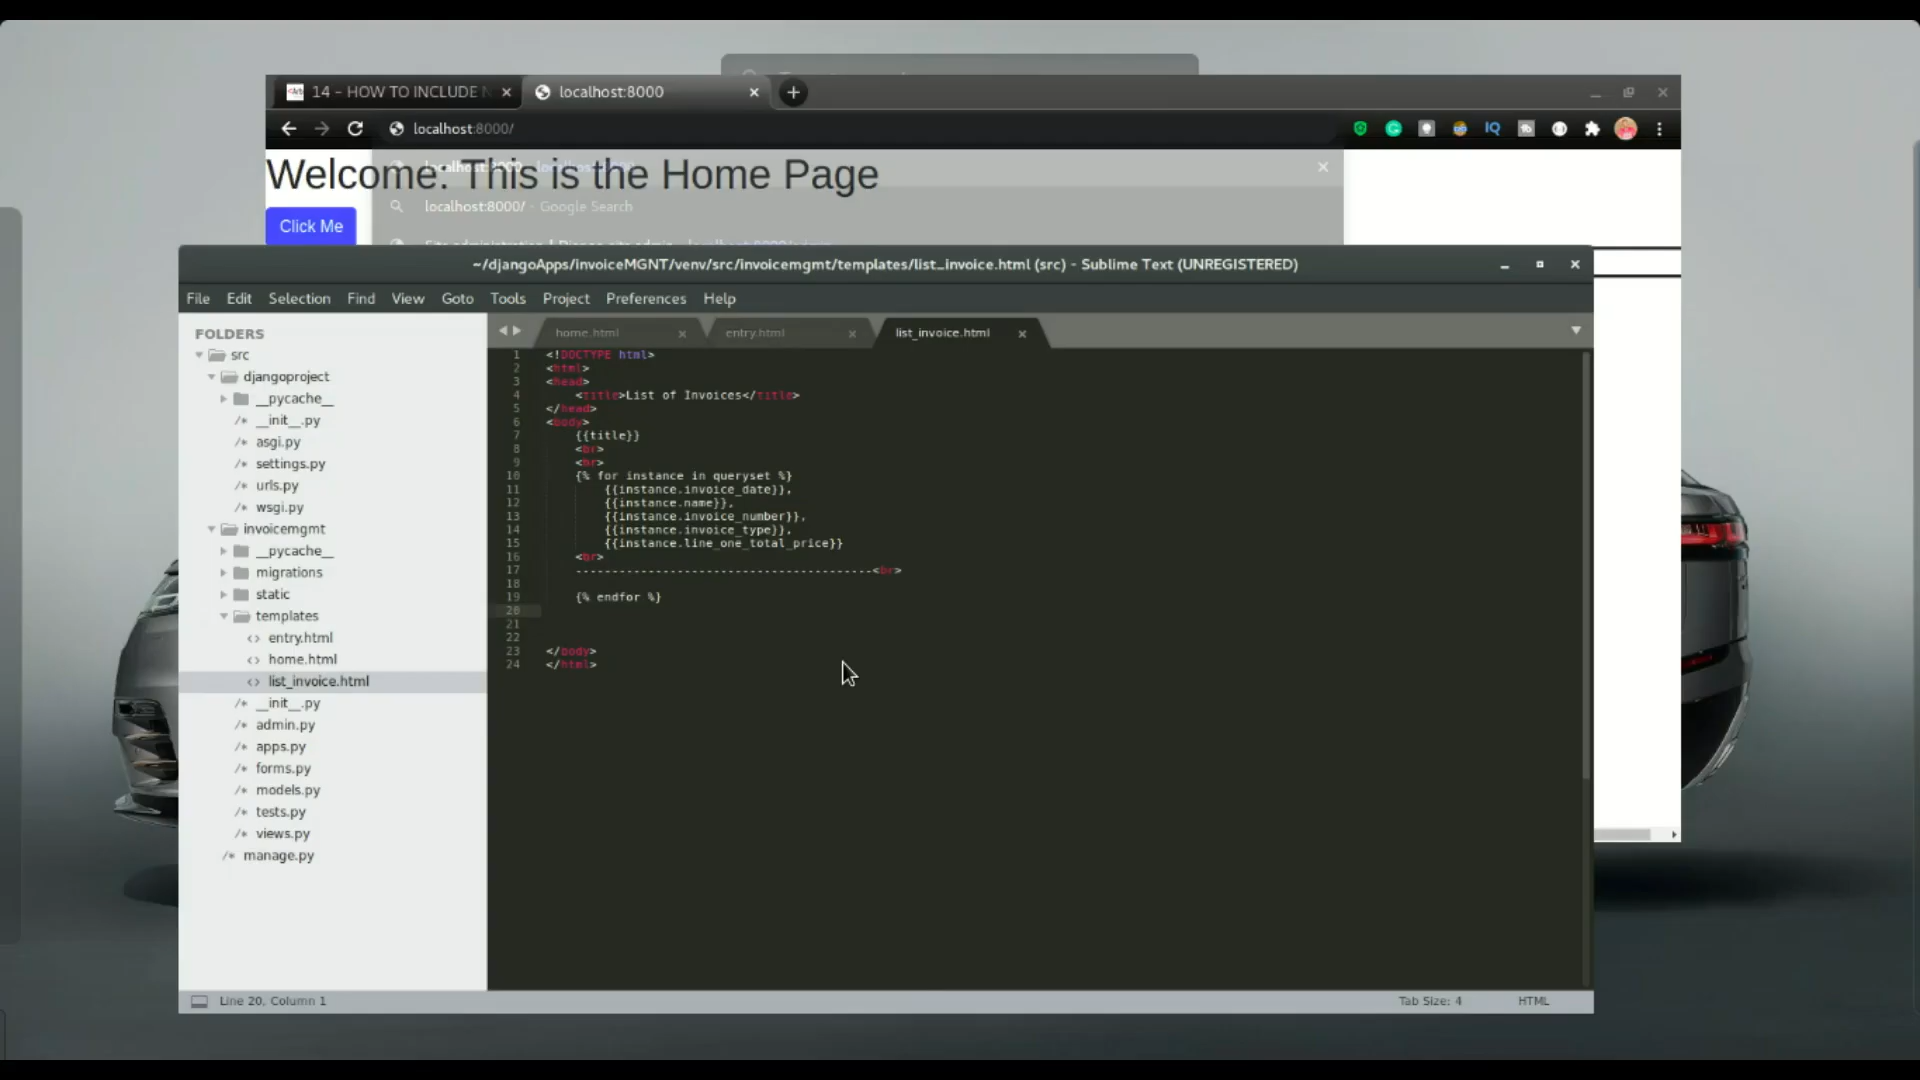 14 – HOW TO INCLUDE N
localhost:8000
localhost:8000/
Welcome. This is the Home Page
localhost:8000/ - Google Search
Click Me
~/djangoApps/invoiceMGNT/venv/src/invoicemgmt/templates/list_invoice.html (src) - Sublime Text (UNREGISTERED)
File Edit Selection Find View Goto Tools Project Preferences Help
FOLDERS
src
djangoproject
__pycache__
__init__.py
asgi.py
settings.py
urls.py
wsgi.py
invoicemgmt
__pycache__
migrations
static
templates
entry.html
home.html
list_invoice.html
__init__.py
admin.py
apps.py
forms.py
models.py
tests.py
views.py
manage.py
home.html entry.html list_invoice.html
1 <!DOCTYPE html>
2 <html>
3 <head>
4 <title>List of Invoices</title>
5 </head>
6 <body>
7 {{title}}
8 <br>
9 <br>
10 {% for instance in queryset %}
11 {{instance.invoice_date}},
12 {{instance.name}},
13 {{instance.invoice_number}},
14 {{instance.invoice_type}},
15 {{instance.line_one_total_price}}
16 <br>
17 -----------------------------------------<br>
18
19 {% endfor %}
20
21
22
23 </body>
24 </html>
Line 20, Column 1
Tab Size: 4 HTML